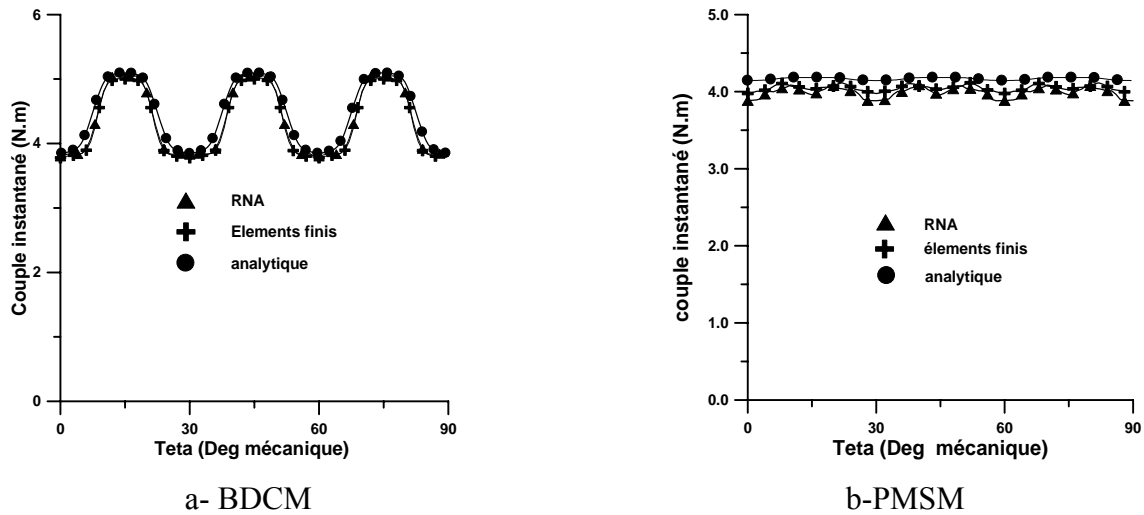 6
4
2
0
Couple instantané (N.m)
RNA
Elements finis
analytique
0
30
60
90
Teta (Deg mécanique)
a- BDCM
5.0
4.0
3.0
2.0
1.0
0.0
couple instantané (N.m)
RNA
élements finis
analytique
0
30
60
90
Teta (Deg mécanique)
b-PMSM